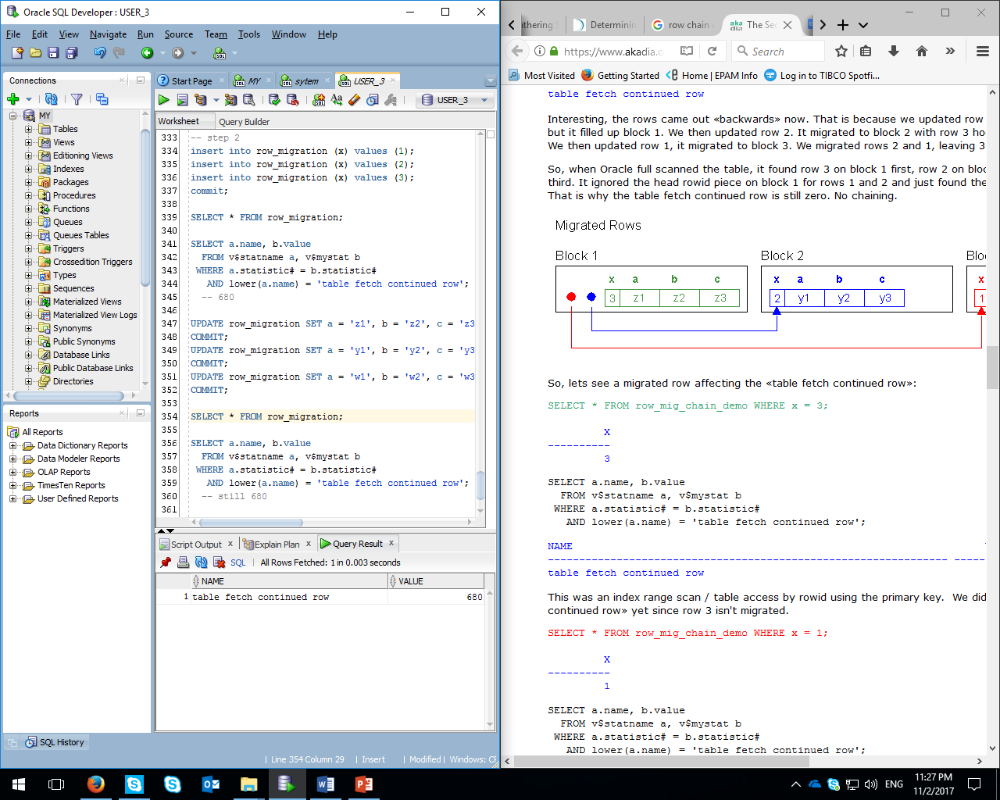 Oracle SQL Developer : USER_3
File Edit View Navigate Run Source Team Tools Window Help
Connections
MY
Tables
Views
Editioning Views
Indexes
Packages
Procedures
Functions
Queues
Queues Tables
Triggers
Crossedition Triggers
Types
Sequences
Materialized Views
Materialized View Logs
Synonyms
Public Synonyms
Database Links
Public Database Links
Directories
Reports
All Reports
Data Dictionary Reports
Data Modeler Reports
OLAP Reports
TimesTen Reports
User Defined Reports
SQL History
Start Page MY sytem USER_3
USER_3
Worksheet Query Builder
333 -- step 2
334 insert into row_migration (x) values (1);
335 insert into row_migration (x) values (2);
336 insert into row_migration (x) values (3);
337 commit;
338
339 SELECT * FROM row_migration;
340
341 SELECT a.name, b.value
342 FROM v$statname a, v$mystat b
343 WHERE a.statistic# = b.statistic#
344 AND lower(a.name) = 'table fetch continued row';
345 -- 680
346
347 UPDATE row_migration SET a = 'z1', b = 'z2', c = 'z3
348 COMMIT;
349 UPDATE row_migration SET a = 'y1', b = 'y2', c = 'y3
350 COMMIT;
351 UPDATE row_migration SET a = 'w1', b = 'w2', c = 'w3
352 COMMIT;
353
354 SELECT * FROM row_migration;
355
356 SELECT a.name, b.value
357 FROM v$statname a, v$mystat b
358 WHERE a.statistic# = b.statistic#
359 AND lower(a.name) = 'table fetch continued row';
360 -- still 680
361
Script Output Explain Plan Query Result
SQL All Rows Fetched: 1 in 0.003 seconds
NAME VALUE
1 table fetch continued row 680
Line 354 Column 29 Insert Modified Windows: CR
thering S Determinin row chain The Sec
https://www.akadia.c Search
Most Visited Getting Started Home | EPAM Info Log in to TIBCO Spotfi...
table fetch continued row
Interesting, the rows came out «backwards» now. That is because we updated row
but it filled up block 1. We then updated row 2. It migrated to block 2 with row 3 ho
We then updated row 1, it migrated to block 3. We migrated rows 2 and 1, leaving 3
So, when Oracle full scanned the table, it found row 3 on block 1 first, row 2 on bloc
third. It ignored the head rowid piece on block 1 for rows 1 and 2 and just found the
That is why the table fetch continued row is still zero. No chaining.
Migrated Rows
Block 1 Block 2 Bloc
x a b c x a b c x
3 z1 z2 z3 2 y1 y2 y3 1
So, lets see a migrated row affecting the «table fetch continued row»:
SELECT * FROM row_mig_chain_demo WHERE x = 3;
X
----------
3
SELECT a.name, b.value
FROM v$statname a, v$mystat b
WHERE a.statistic# = b.statistic#
AND lower(a.name) = 'table fetch continued row';
NAME
---------------------------------------------------------------- -----
table fetch continued row
This was an index range scan / table access by rowid using the primary key. We did
continued row» yet since row 3 isn't migrated.
SELECT * FROM row_mig_chain_demo WHERE x = 1;
X
----------
1
SELECT a.name, b.value
FROM v$statname a, v$mystat b
WHERE a.statistic# = b.statistic#
AND lower(a.name) = 'table fetch continued row';
ENG
11:27 PM
11/2/2017